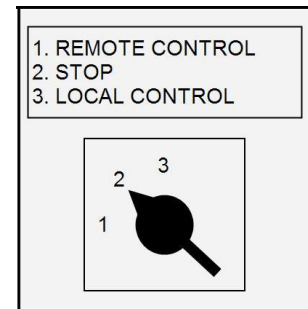 1. REMOTE CONTROL
2. STOP
3. LOCAL CONTROL
3
2
1